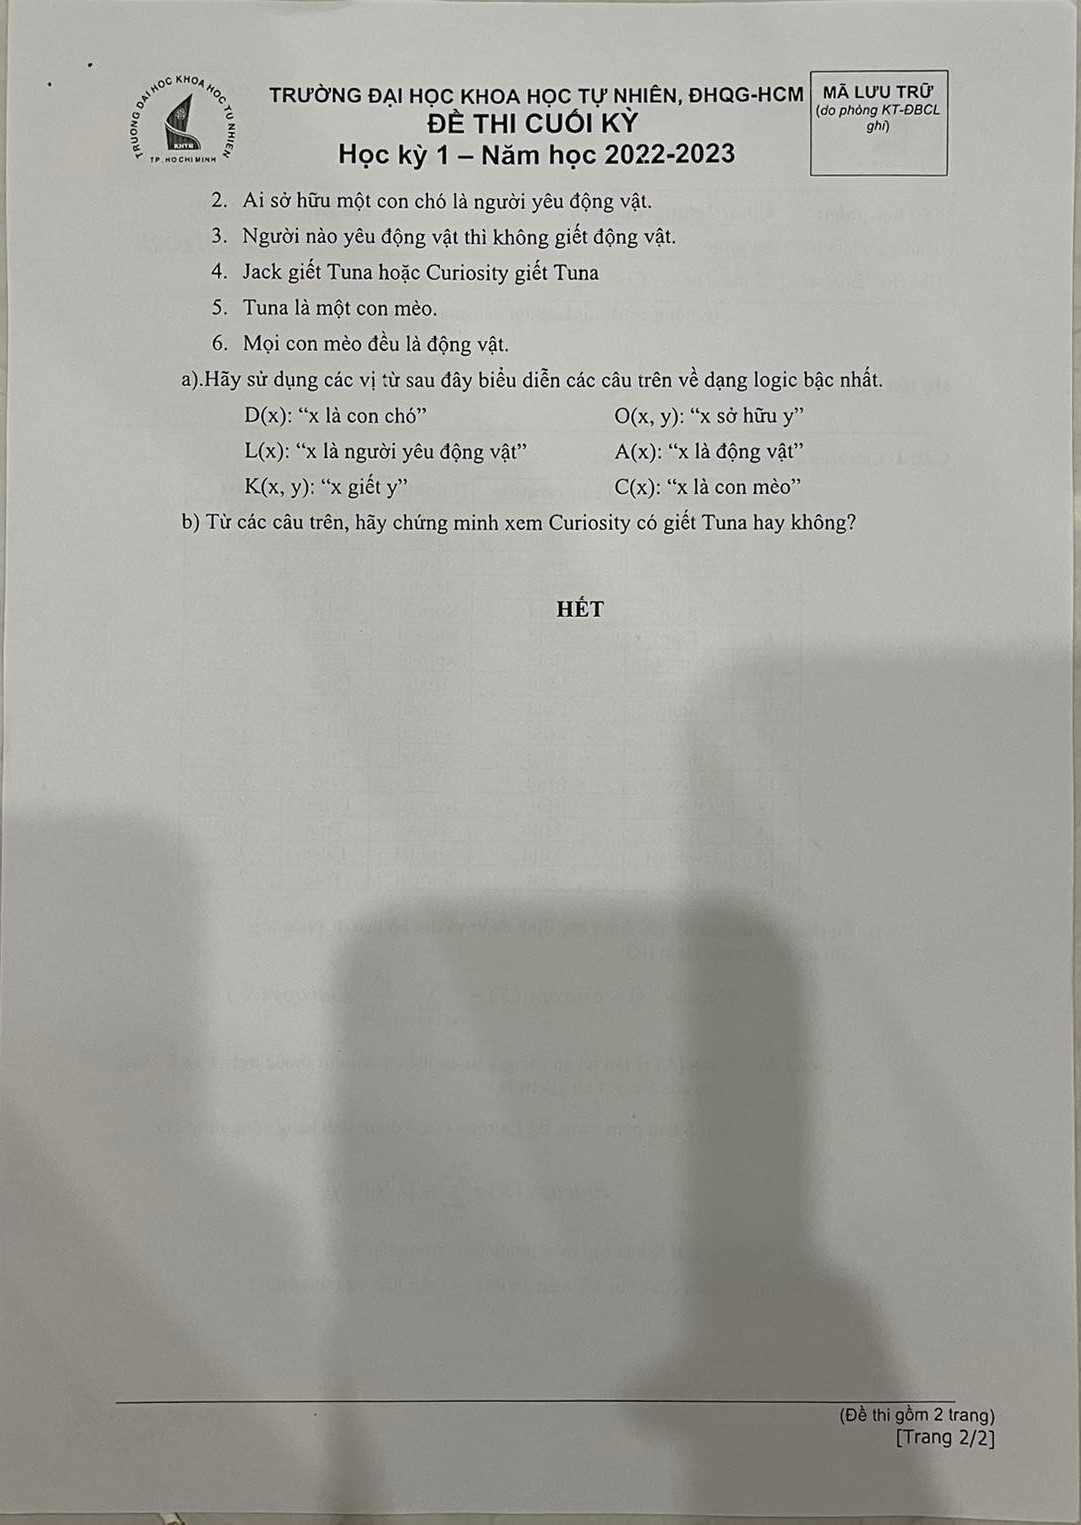 TRƯỜNG ĐẠI HỌC KHOA HỌC TỰ NHIÊN
KHTN
TP. HO CHI MINH
TRƯỜNG ĐẠI HỌC KHOA HỌC TỰ NHIÊN, ĐHQG-HCM
ĐỀ THI CUỐI KỲ
Học kỳ 1 – Năm học 2022-2023
MÃ LƯU TRỮ
(do phòng KT-ĐBCL
ghi)
2. Ai sở hữu một con chó là người yêu động vật.
3. Người nào yêu động vật thì không giết động vật.
4. Jack giết Tuna hoặc Curiosity giết Tuna
5. Tuna là một con mèo.
6. Mọi con mèo đều là động vật.
a).Hãy sử dụng các vị từ sau đây biểu diễn các câu trên về dạng logic bậc nhất.
D(x): “x là con chó” O(x, y): “x sở hữu y”
L(x): “x là người yêu động vật” A(x): “x là động vật”
K(x, y): “x giết y” C(x): “x là con mèo”
b) Từ các câu trên, hãy chứng minh xem Curiosity có giết Tuna hay không?
HẾT
(Đề thi gồm 2 trang)
[Trang 2/2]